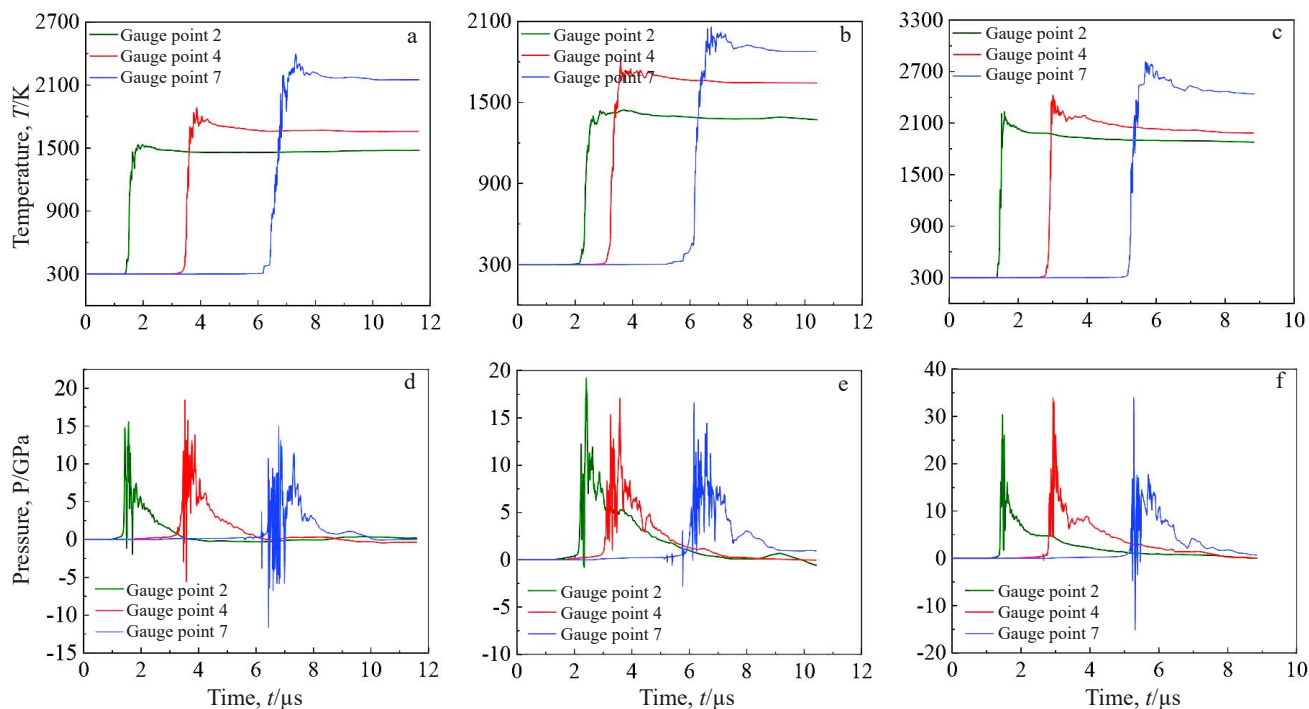 2700
2100
1500
900
300
Temperature, T/K
Gauge point 2
Gauge point 4
Gauge point 7
a
0 2 4 6 8 10 12
2100
1500
900
300
Gauge point 2
Gauge point 4
Gauge point 7
b
0 2 4 6 8 10 12
3300
2700
2100
1500
900
300
Gauge point 2
Gauge point 4
Gauge point 7
c
0 2 4 6 8 10
20
15
10
5
0
-5
-10
-15
Pressure, P/GPa
d
Gauge point 2
Gauge point 4
Gauge point 7
0 2 4 6 8 10 12
Time, t/μs
20
15
10
5
0
-5
-10
e
Gauge point 2
Gauge point 4
Gauge point 7
0 2 4 6 8 10 12
Time, t/μs
40
30
20
10
0
-10
-20
f
Gauge point 2
Gauge point 4
Gauge point 7
0 2 4 6 8 10
Time, t/μs